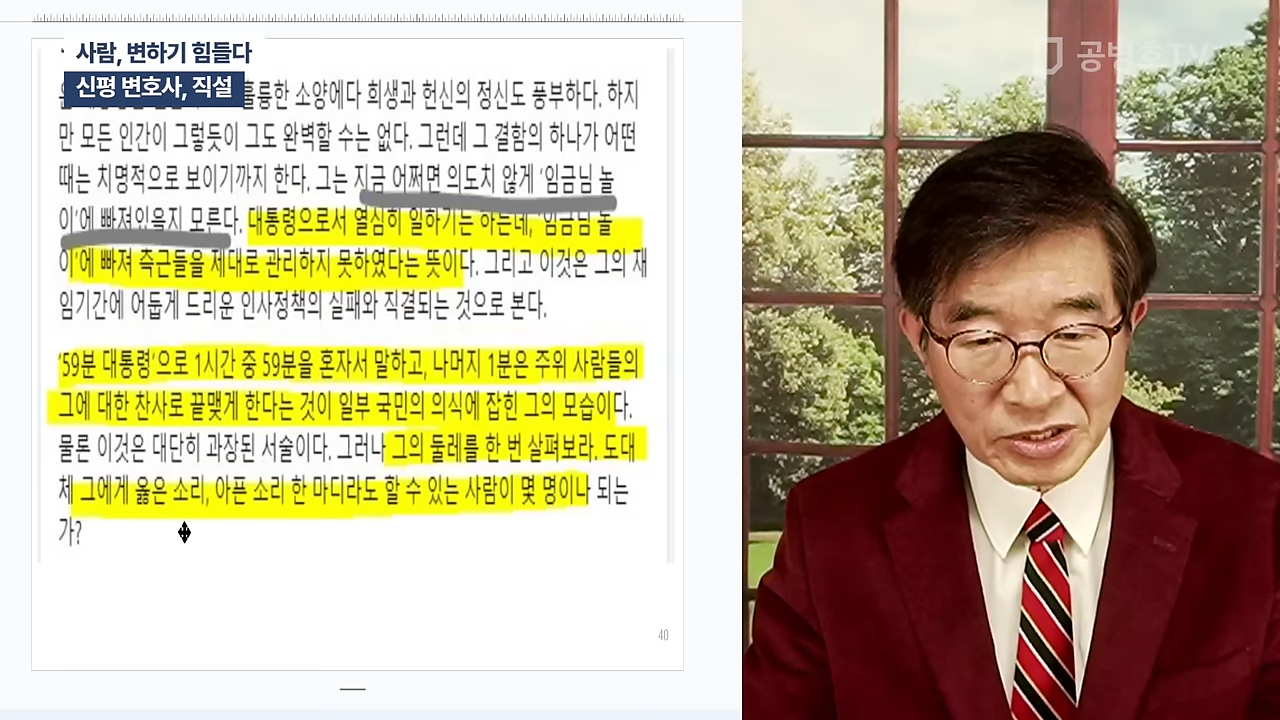 사람, 변하기 힘들다
신평 변호사, 직설
공병호TV
훌륭한 소양에다 희생과 헌신의 정신도 풍부하다. 하지
만 모든 인간이 그렇듯이 그도 완벽할 수는 없다. 그런데 그 결함의 하나가 어떤
때는 치명적으로 보이기까지 한다. 그는 지금 어쩌면 의도치 않게 '임금님 놀
이'에 빠져있을지 모른다. 대통령으로서 열심히 일하기는 하는데, '임금님 놀
이'에 빠져 측근들을 제대로 관리하지 못하였다는 뜻이다. 그리고 이것은 그의 재
임기간에 어둡게 드리운 인사정책의 실패와 직결되는 것으로 본다.
'59분 대통령'으로 1시간 중 59분을 혼자서 말하고, 나머지 1분은 주위 사람들의
그에 대한 찬사로 끝맺게 한다는 것이 일부 국민의 의식에 잡힌 그의 모습이다.
물론 이것은 대단히 과장된 서술이다. 그러나 그의 둘레를 한 번 살펴보라. 도대
체 그에게 옳은 소리, 아픈 소리 한 마디라도 할 수 있는 사람이 몇 명이나 되는
가?
40